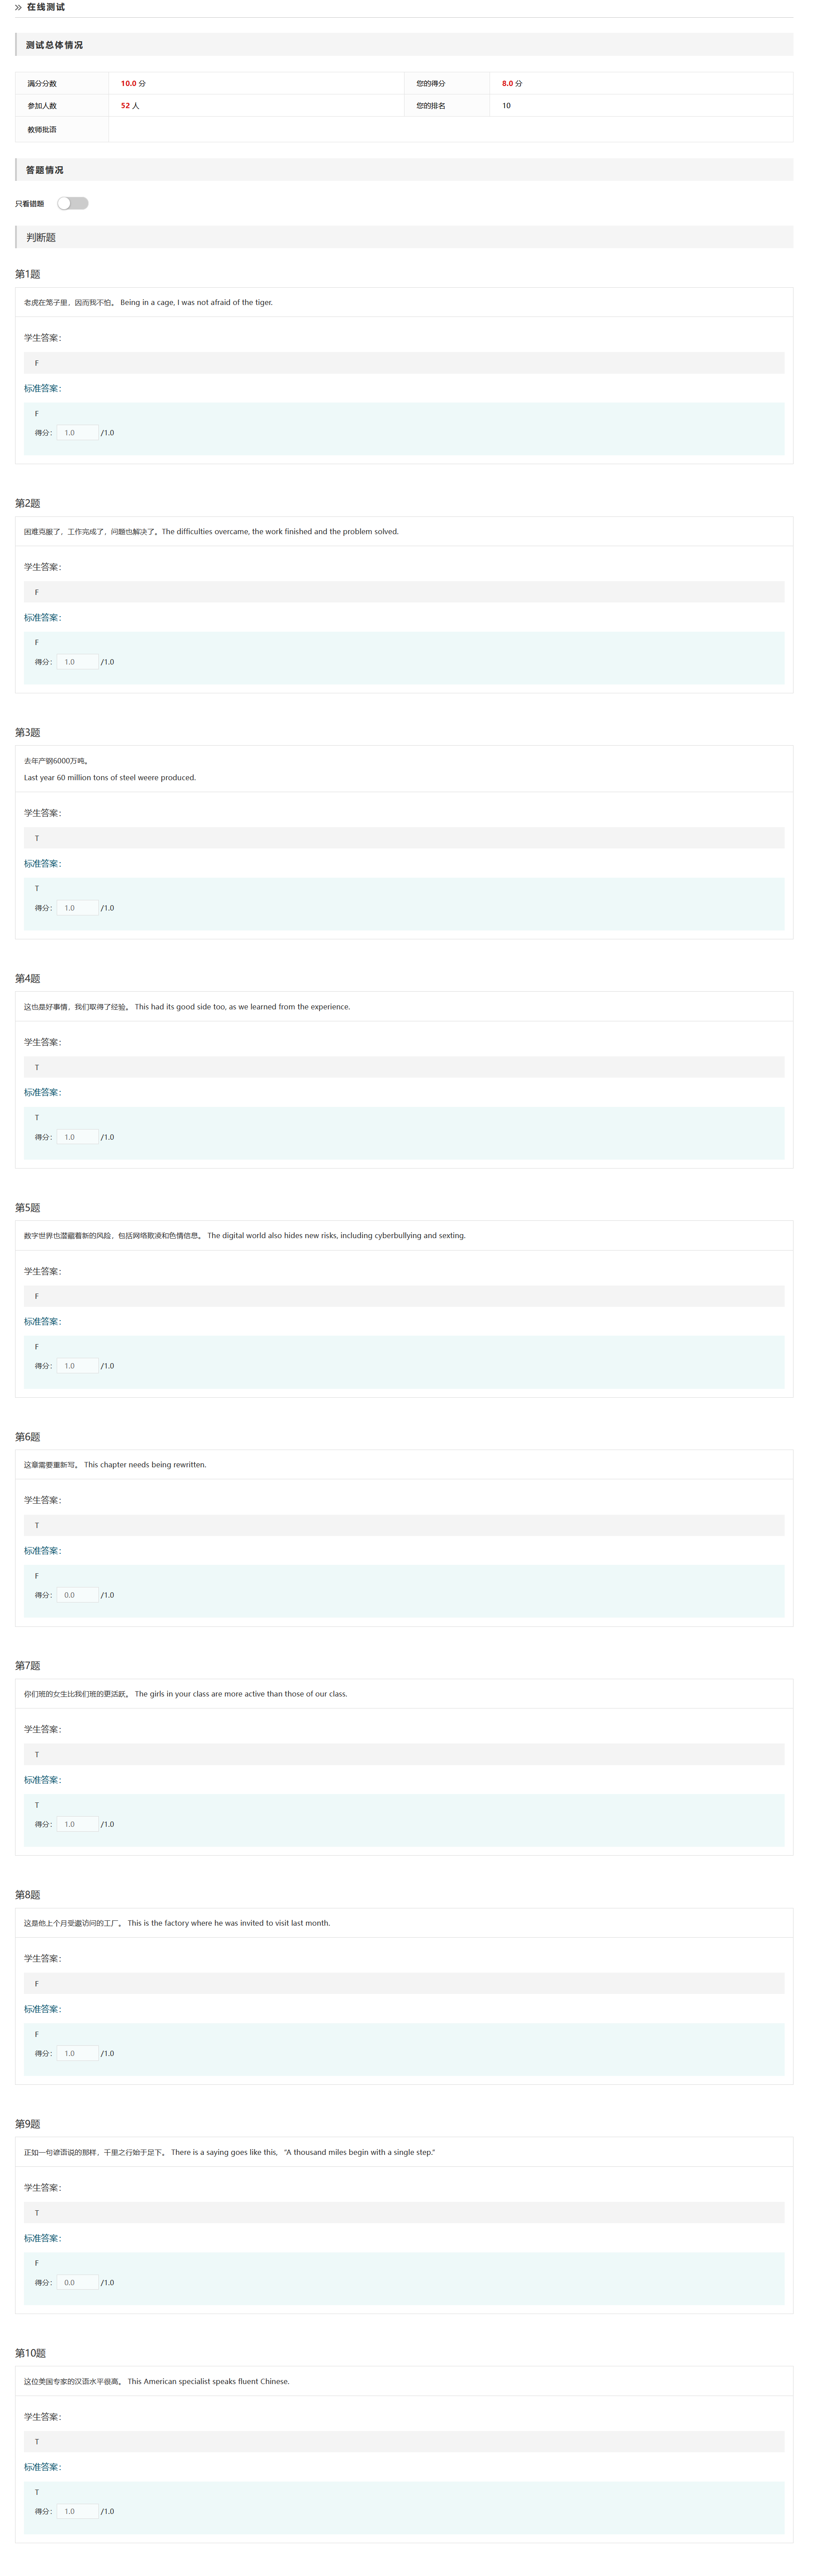 在线测试
测试总体情况
满分分数 10.0 分 您的得分 8.0 分
参加人数 52 人 您的排名 10
教师批语
答题情况
只看错题
判断题
第1题
老虎在笼子里，因而我不怕。 Being in a cage, I was not afraid of the tiger.
学生答案：
F
标准答案：
F
得分： 1.0 /1.0
第2题
困难克服了，工作完成了，问题也解决了。The difficulties overcame, the work finished and the problem solved.
学生答案：
F
标准答案：
F
得分： 1.0 /1.0
第3题
去年产钢6000万吨。
Last year 60 million tons of steel weere produced.
学生答案：
T
标准答案：
T
得分： 1.0 /1.0
第4题
这也是好事情，我们取得了经验。 This had its good side too, as we learned from the experience.
学生答案：
T
标准答案：
T
得分： 1.0 /1.0
第5题
数字世界也潜藏着新的风险，包括网络欺凌和色情信息。 The digital world also hides new risks, including cyberbullying and sexting.
学生答案：
F
标准答案：
F
得分： 1.0 /1.0
第6题
这章需要重新写。 This chapter needs being rewritten.
学生答案：
T
标准答案：
F
得分： 0.0 /1.0
第7题
你们班的女生比我们班的更活跃。 The girls in your class are more active than those of our class.
学生答案：
T
标准答案：
T
得分： 1.0 /1.0
第8题
这是他上个月受邀访问的工厂。 This is the factory where he was invited to visit last month.
学生答案：
F
标准答案：
F
得分： 1.0 /1.0
第9题
正如一句谚语说的那样，千里之行始于足下。 There is a saying goes like this, “A thousand miles begin with a single step.”
学生答案：
T
标准答案：
F
得分： 0.0 /1.0
第10题
这位美国专家的汉语水平很高。 This American specialist speaks fluent Chinese.
学生答案：
T
标准答案：
T
得分： 1.0 /1.0